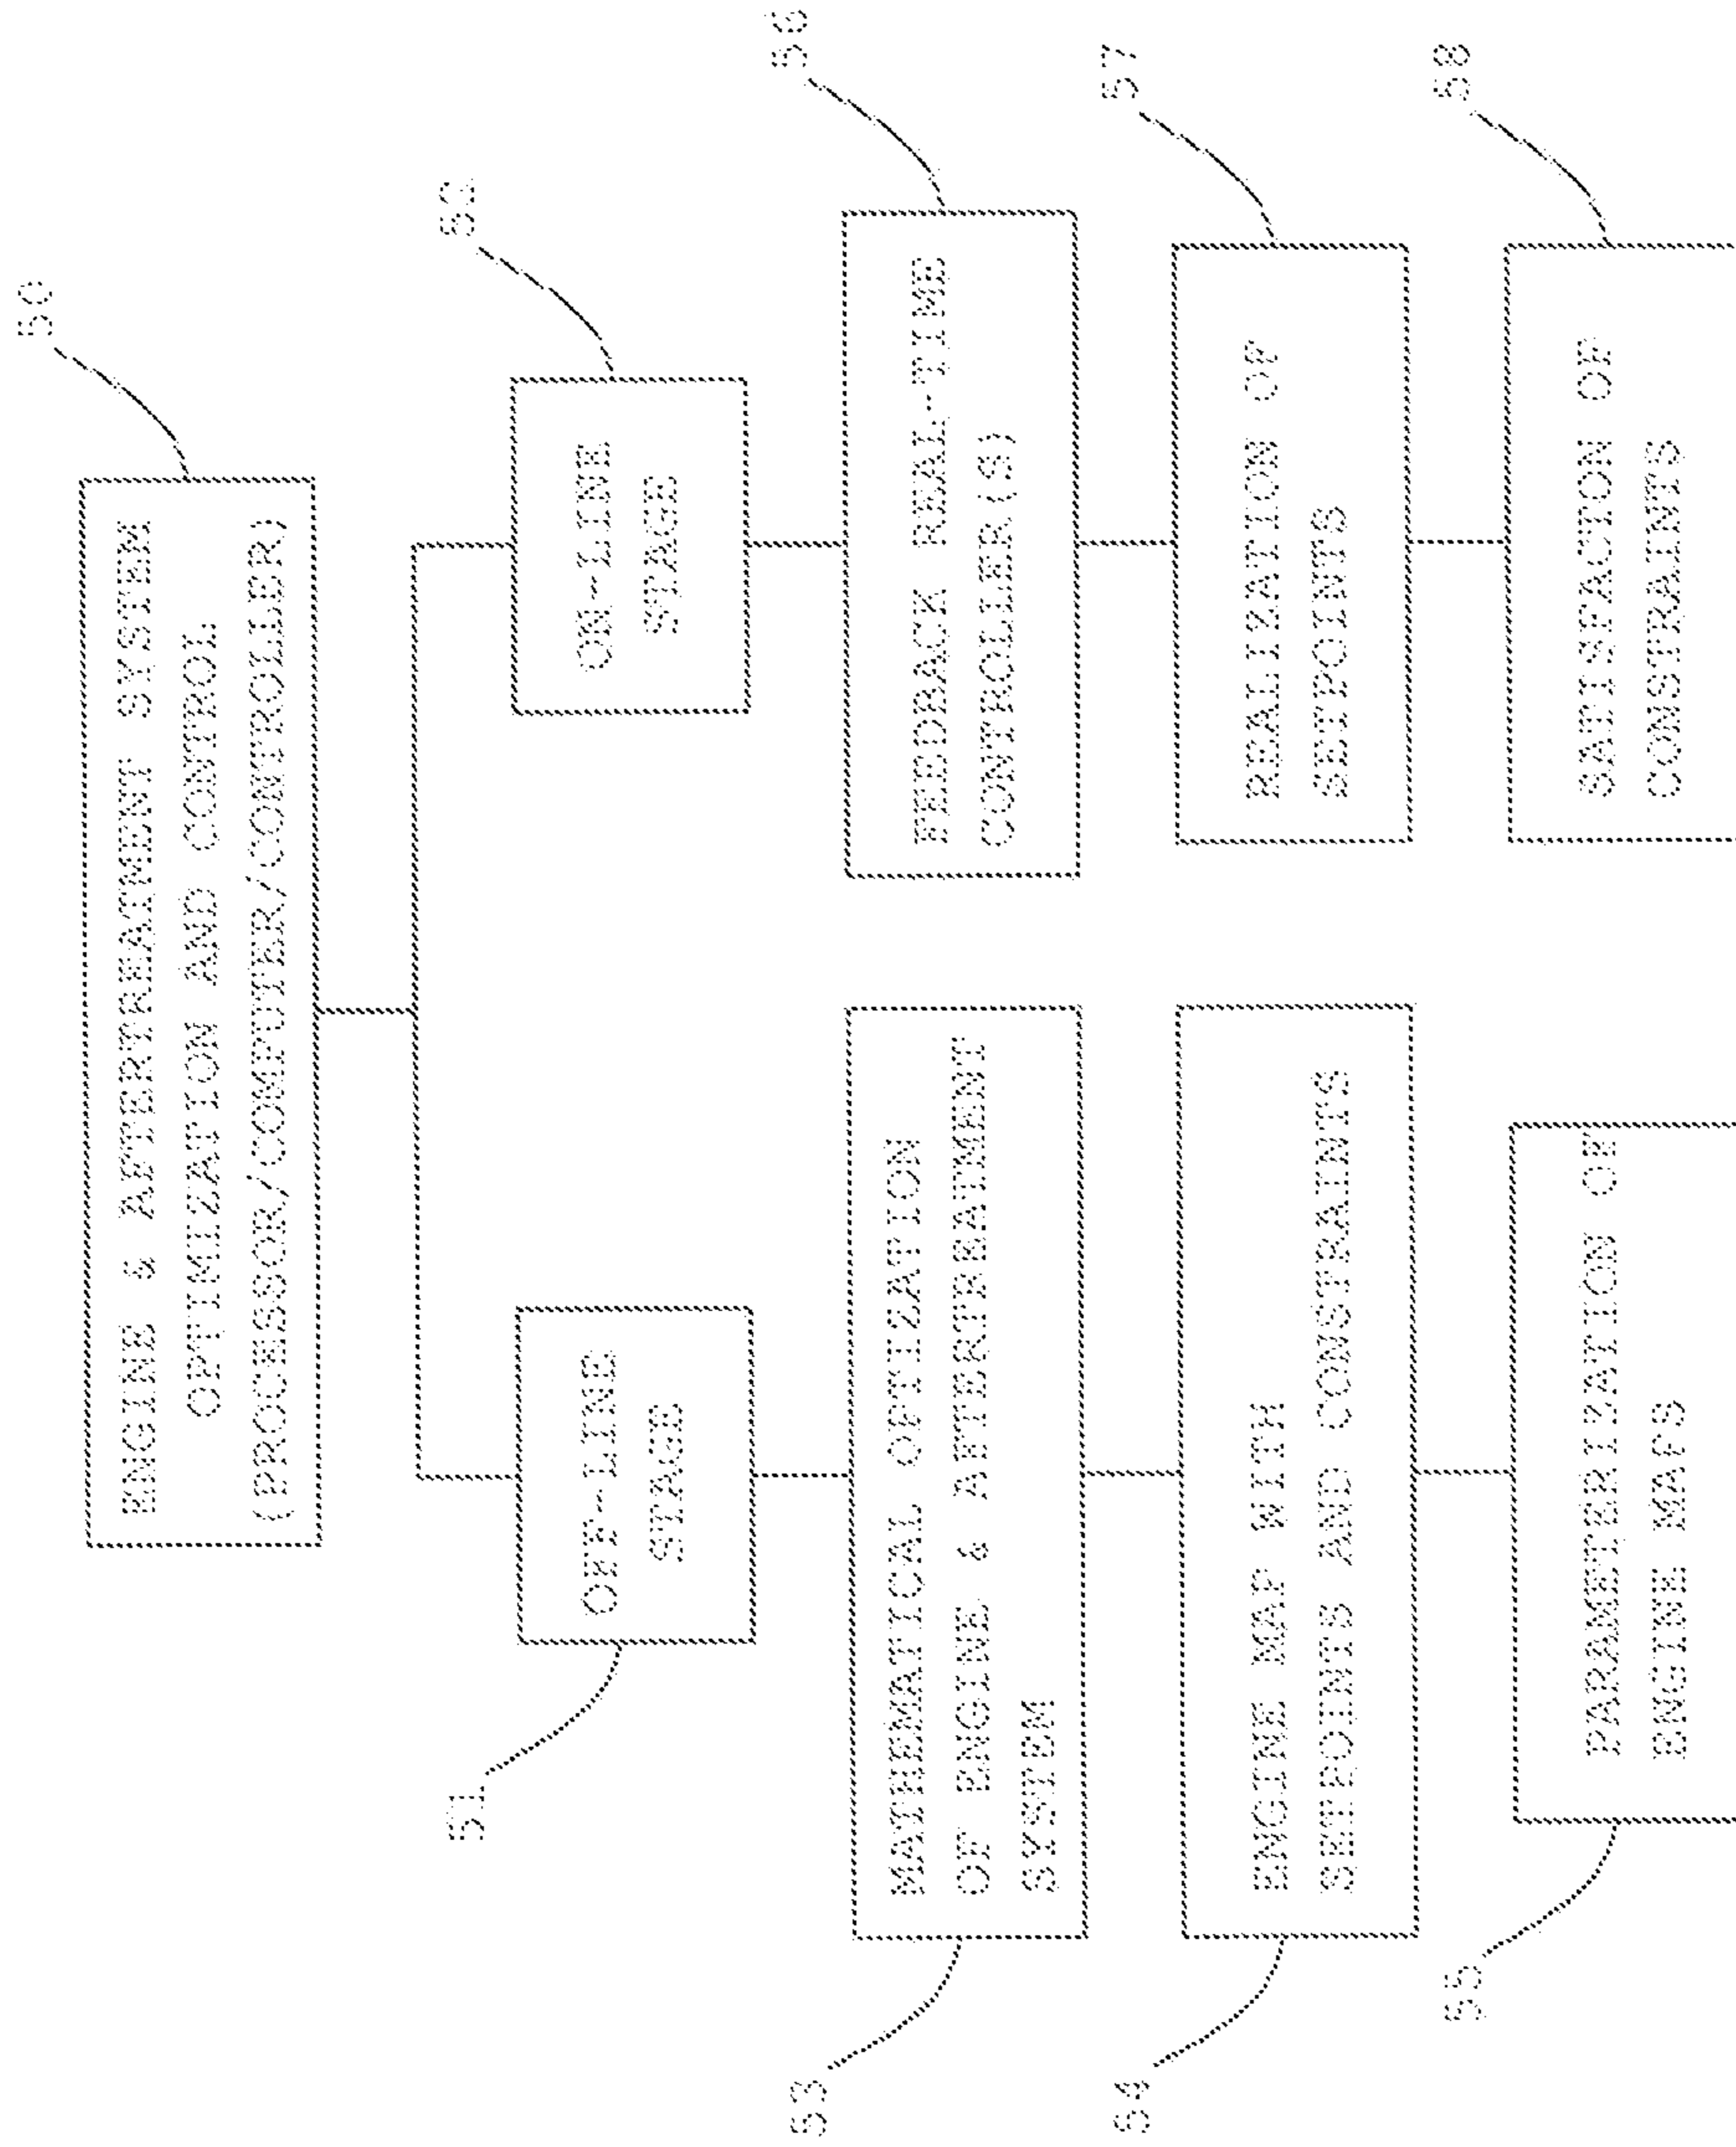 50
ENGINE & AFTERTREATMENT SYSTEM
OPTIMIZATION AND CONTROL
(PROCESSOR/COMPUTER/CONTROLLER)
51
OFF-LINE
STAGE
52
ON-LINE
STAGE
53
MATHEMATICAL OPTIZATION
OF ENGINE & AFTERTREATMENT
SYSTEM
56
FEEDBACK REAL-TIME
CONTROLLER(S)
54
ENGINE MAP WITH
SETPOINTS AND CONSTRAINTS
57
REALIZATION OF
SETPOINTS
55
PARAMETERIZATION OF
ENGINE MAPS
58
SATISFACTION OF
CONSTRAINTS